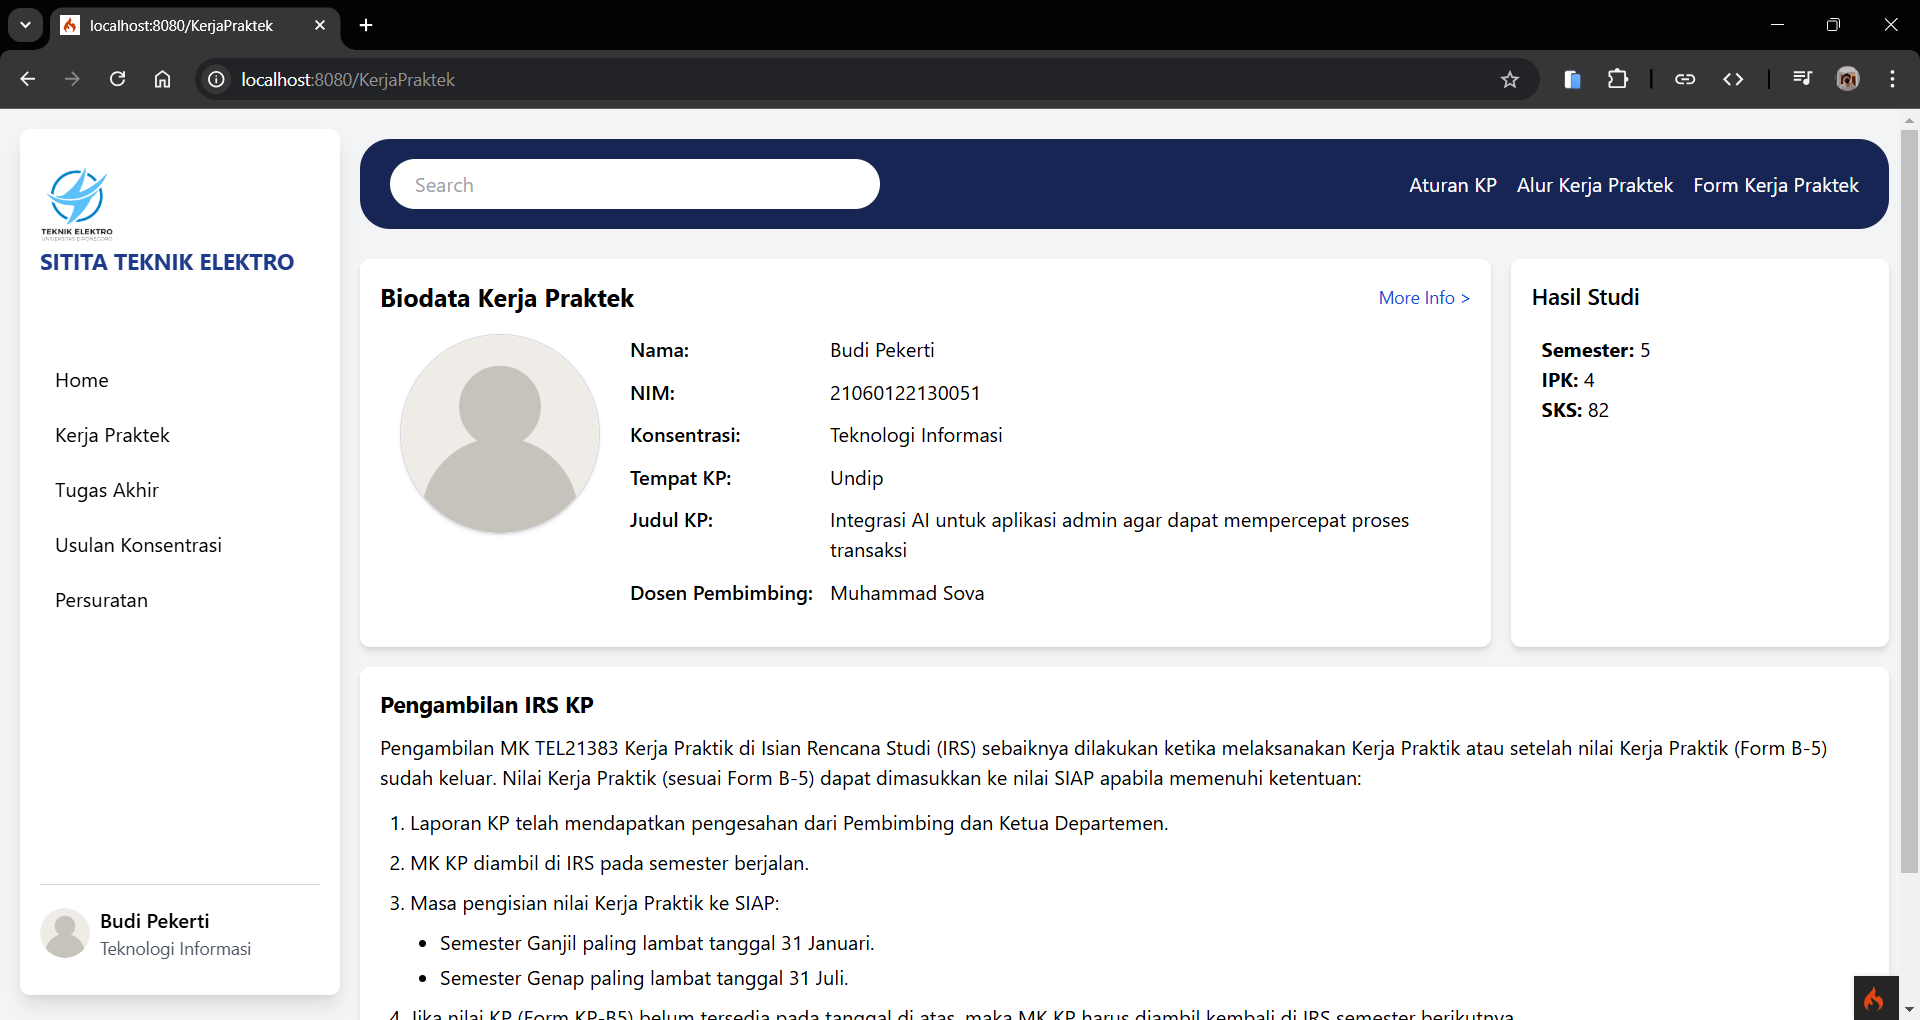 localhost:8080/KerjaPraktek
localhost:8080/KerjaPraktek
TEKNIK ELEKTRO
UNIVERSITAS DIPONEGORO
SITITA TEKNIK ELEKTRO
Home
Kerja Praktek
Tugas Akhir
Usulan Konsentrasi
Persuratan
Budi Pekerti
Teknologi Informasi
Search
Aturan KP
Alur Kerja Praktek
Form Kerja Praktek
Biodata Kerja Praktek
More Info >
Nama: Budi Pekerti
NIM: 21060122130051
Konsentrasi: Teknologi Informasi
Tempat KP: Undip
Judul KP: Integrasi AI untuk aplikasi admin agar dapat mempercepat proses
transaksi
Dosen Pembimbing: Muhammad Sova
Hasil Studi
Semester: 5
IPK: 4
SKS: 82
Pengambilan IRS KP
Pengambilan MK TEL21383 Kerja Praktik di Isian Rencana Studi (IRS) sebaiknya dilakukan ketika melaksanakan Kerja Praktik atau setelah nilai Kerja Praktik (Form B-5)
sudah keluar. Nilai Kerja Praktik (sesuai Form B-5) dapat dimasukkan ke nilai SIAP apabila memenuhi ketentuan:
1. Laporan KP telah mendapatkan pengesahan dari Pembimbing dan Ketua Departemen.
2. MK KP diambil di IRS pada semester berjalan.
3. Masa pengisian nilai Kerja Praktik ke SIAP:
• Semester Ganjil paling lambat tanggal 31 Januari.
• Semester Genap paling lambat tanggal 31 Juli.
4. Jika nilai KP (Form KP-B5) belum tersedia pada tanggal di atas, maka MK KP harus diambil kembali di IRS semester berikutnya.